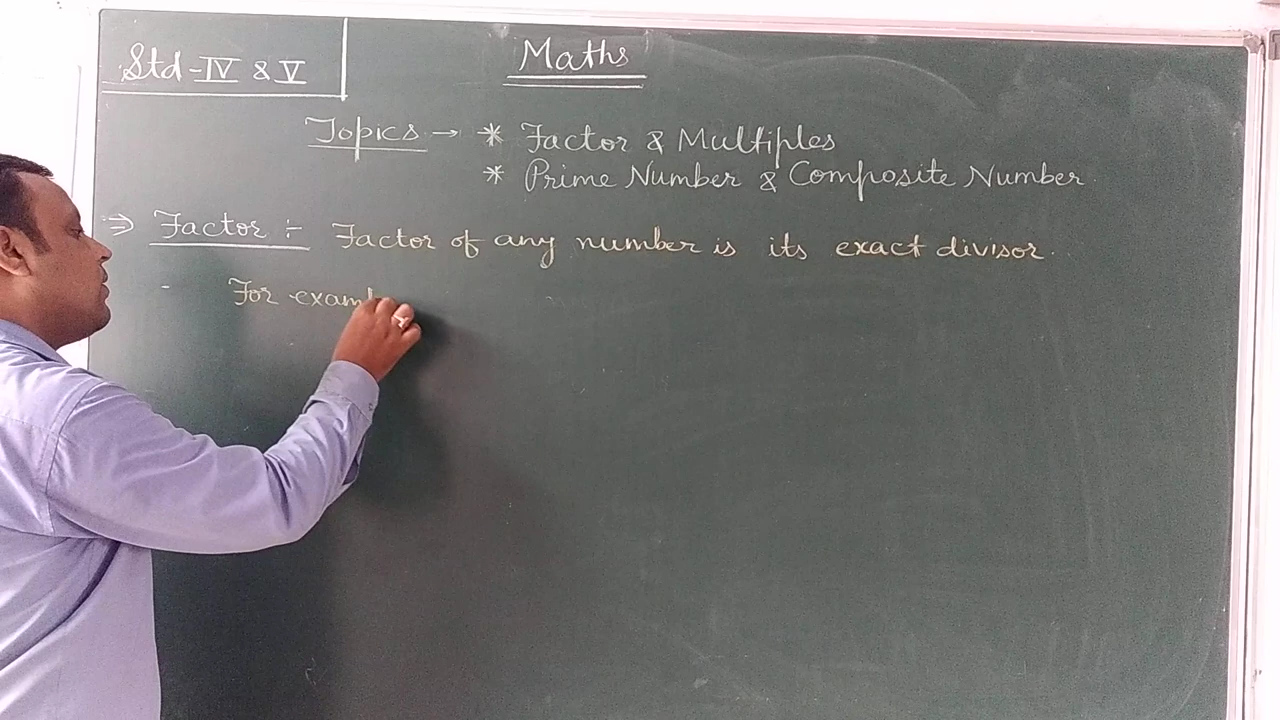 Std-IV & V
Maths
Topics → * Factor & Multiples
* Prime Number & Composite Number.
⇒ Factor :- Factor of any number is its exact divisor.
For examp